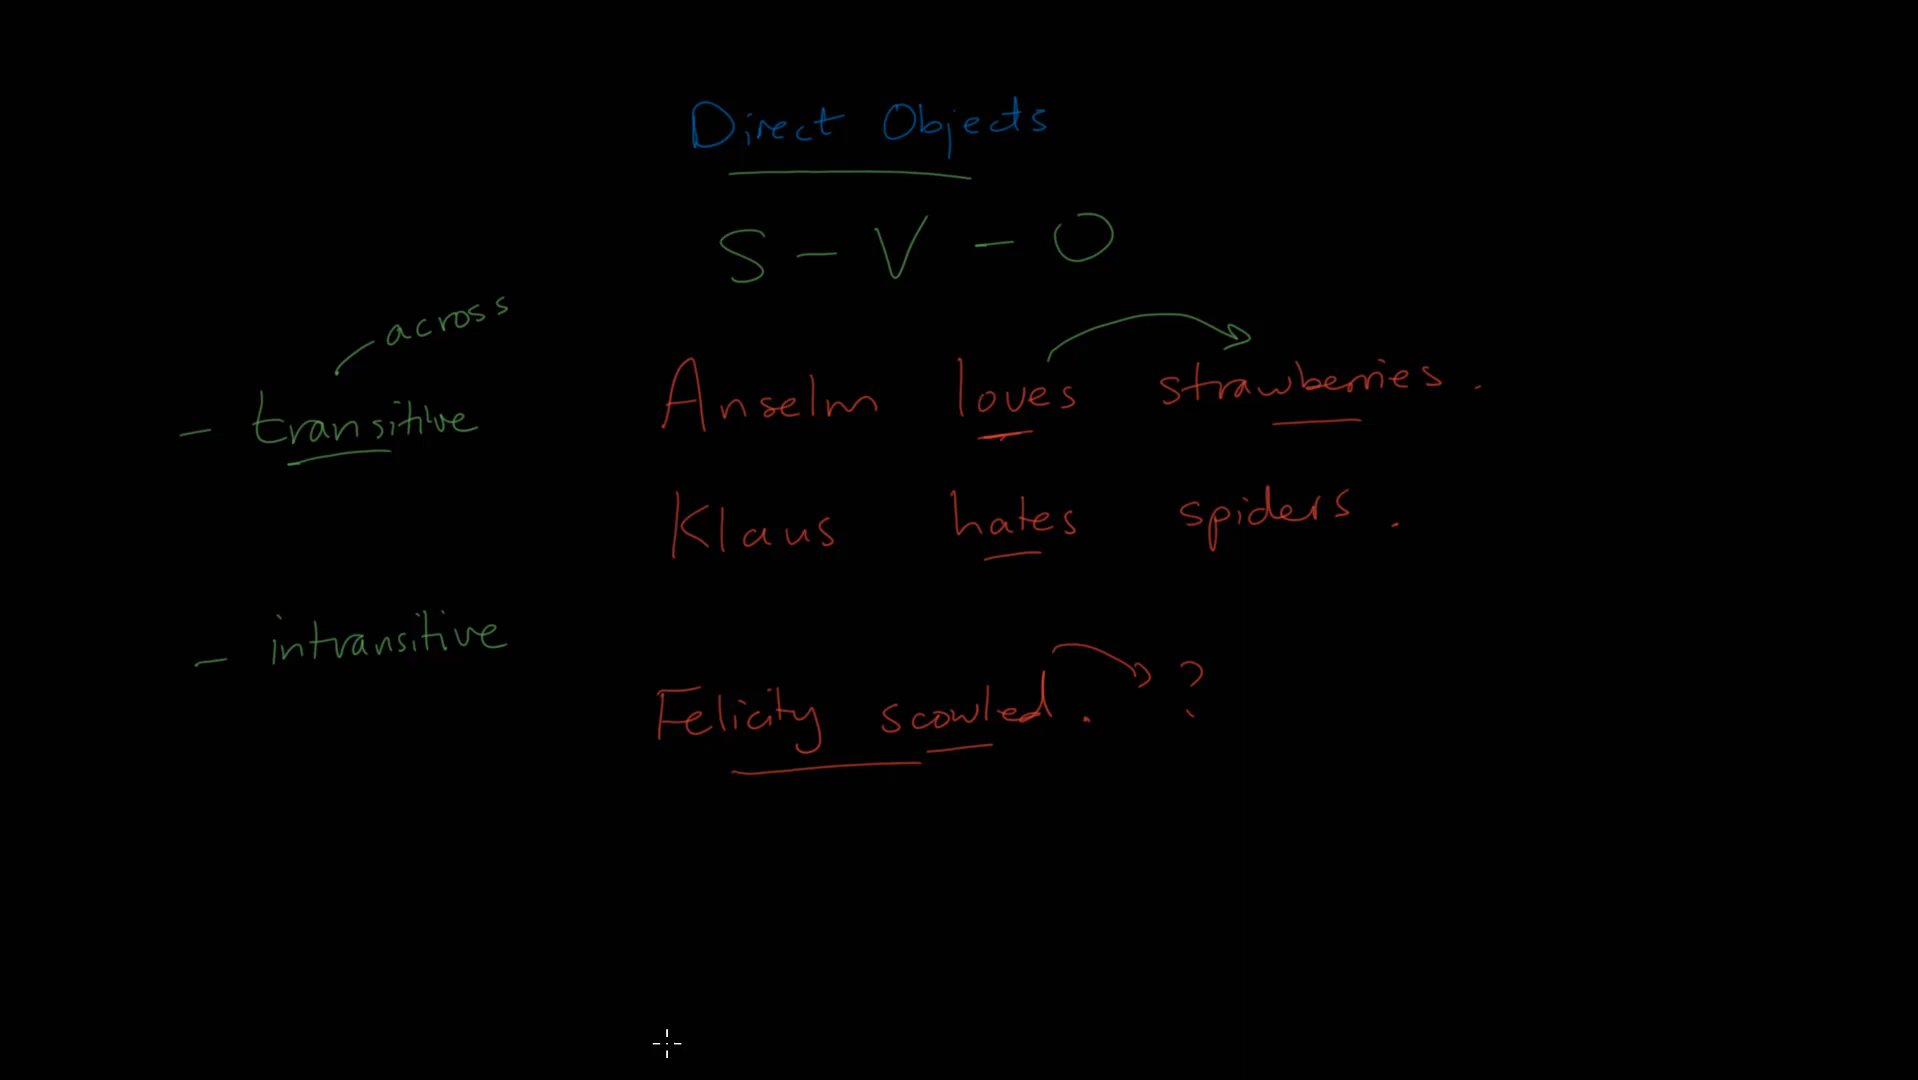 Direct Objects
S - V - O
across
- transitive
Anselm loves strawberries.
Klaus hates spiders.
- intransitive
Felicity scowled. ?